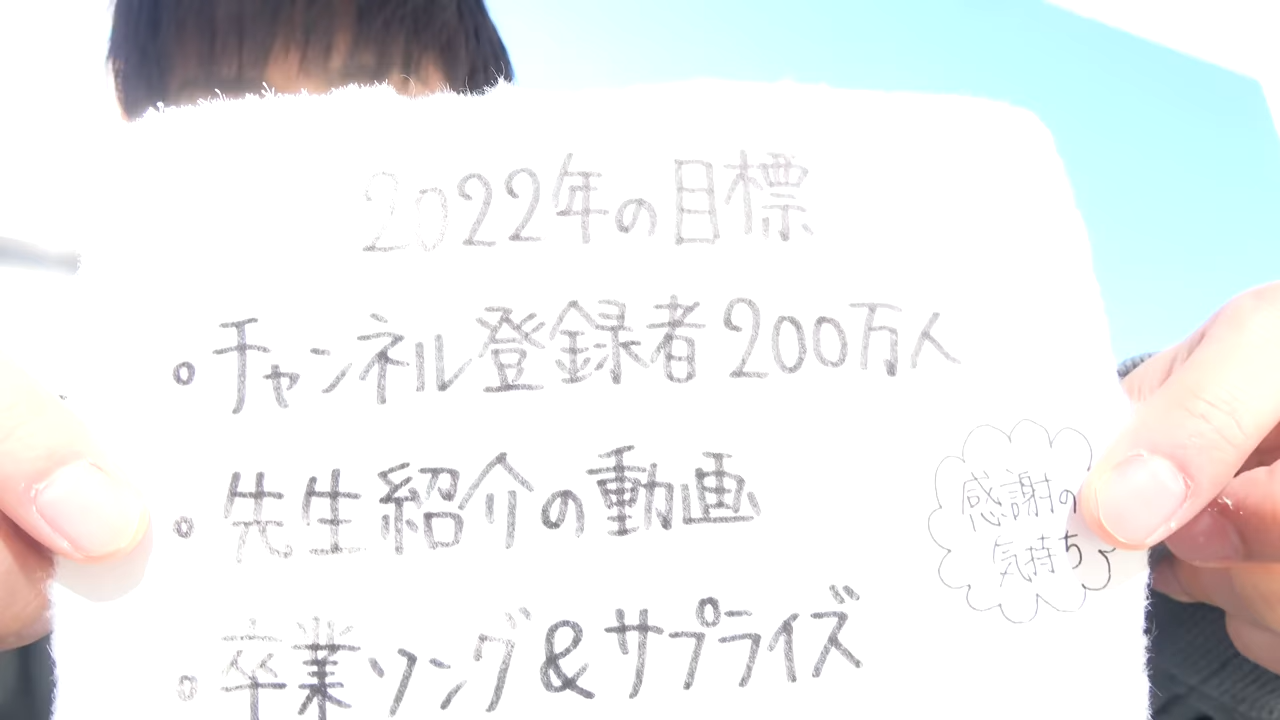 2022年の目標
・チャンネル登録者200万人
・先生紹介の動画
・卒業ソング&サプライズ
感謝の
気持ち